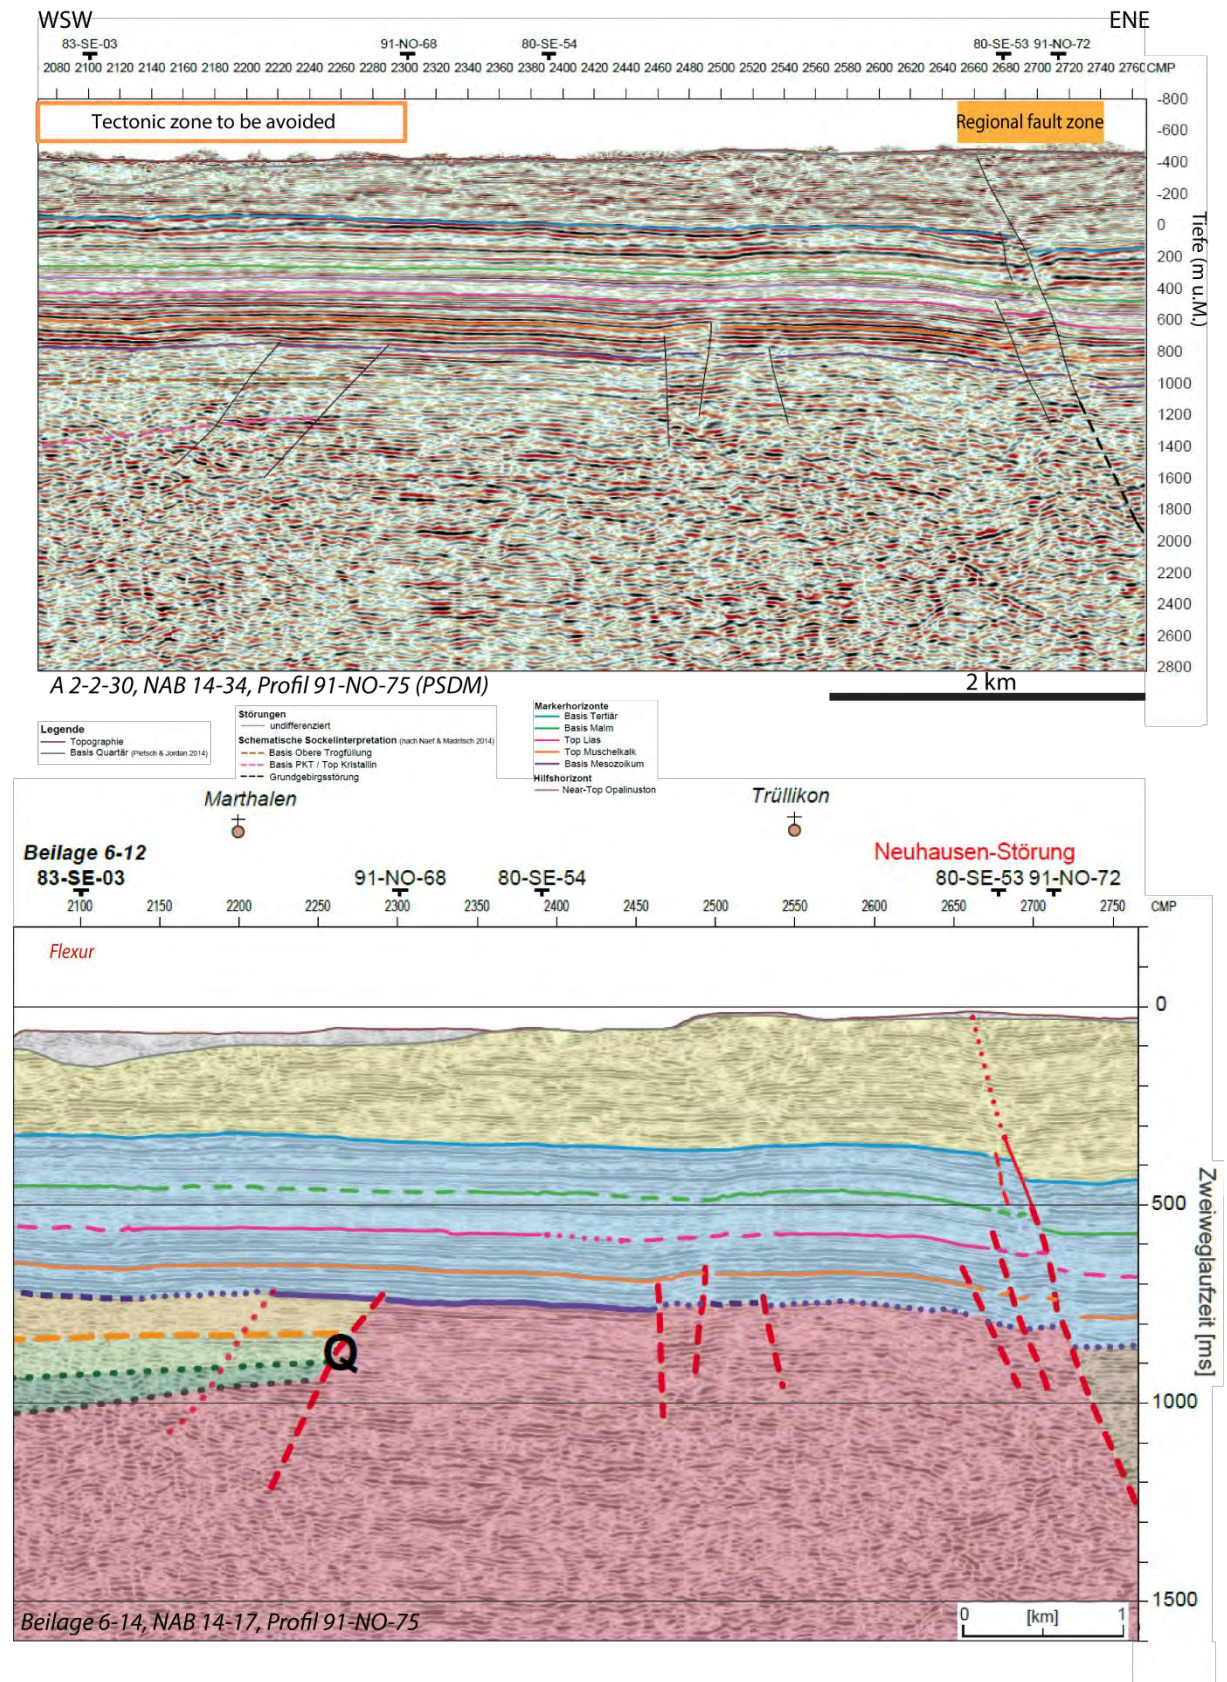 WSW ENE
83-SE-03 91-NO-68 80-SE-54 80-SE-53 91-NO-72
2080 2100 2120 2140 2160 2180 2200 2220 2240 2260 2280 2300 2320 2340 2360 2380 2400 2420 2440 2460 2480 2500 2520 2540 2560 2580 2600 2620 2640 2660 2680 2700 2720 2740 2760 CMP
-800
Tectonic zone to be avoided Regional fault zone
-600
-400
-200
0
200
400
600
800
1000
1200
1400
1600
1800
2000
2200
2400
2600
2800
Tiefe (m u.M.)
A 2-2-30, NAB 14-34, Profil 91-NO-75 (PSDM) 2 km
Legende
Topographie
Basis Quartär (Pietsch & Jordan 2014)
Störungen
undifferenziert
Schematische Sockelinterpretation (nach Naef & Madritsch 2014)
Basis Obere Trogfüllung
Basis PKT / Top Kristallin
Grundgebirgsstörung
Markerhorizonte
Basis Tertiär
Basis Malm
Top Lias
Top Muschelkalk
Basis Mesozoikum
Hilfshorizont
Near-Top Opalinuston
Marthalen Trüllikon
Beilage 6-12 Neuhausen-Störung
83-SE-03 91-NO-68 80-SE-54 80-SE-53 91-NO-72
2100 2150 2200 2250 2300 2350 2400 2450 2500 2550 2600 2650 2700 2750 CMP
Flexur
0
500
Q
1000
1500
Zweiweglaufzeit [ms]
Beilage 6-14, NAB 14-17, Profil 91-NO-75
0 [km] 1